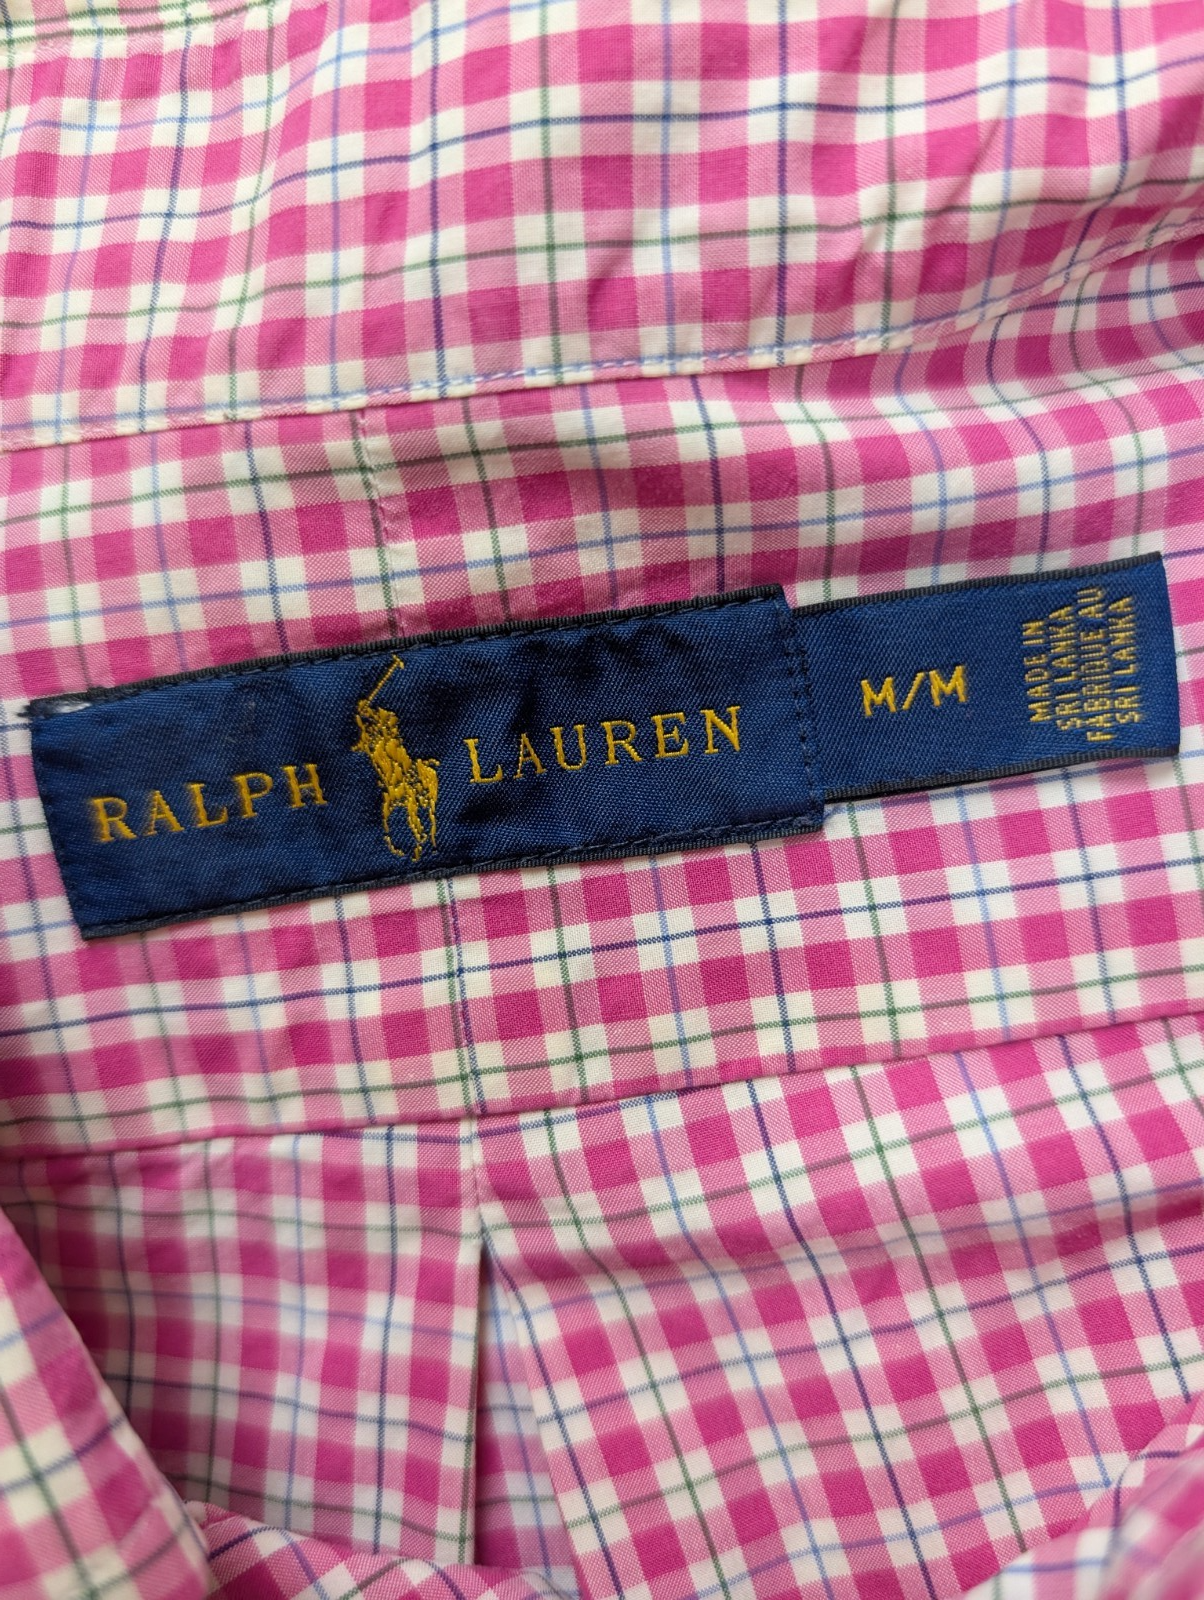 RALPH LAUREN
M/M
MADE IN
SRI LANKA
FABRIQUE AU
SRI LANKA